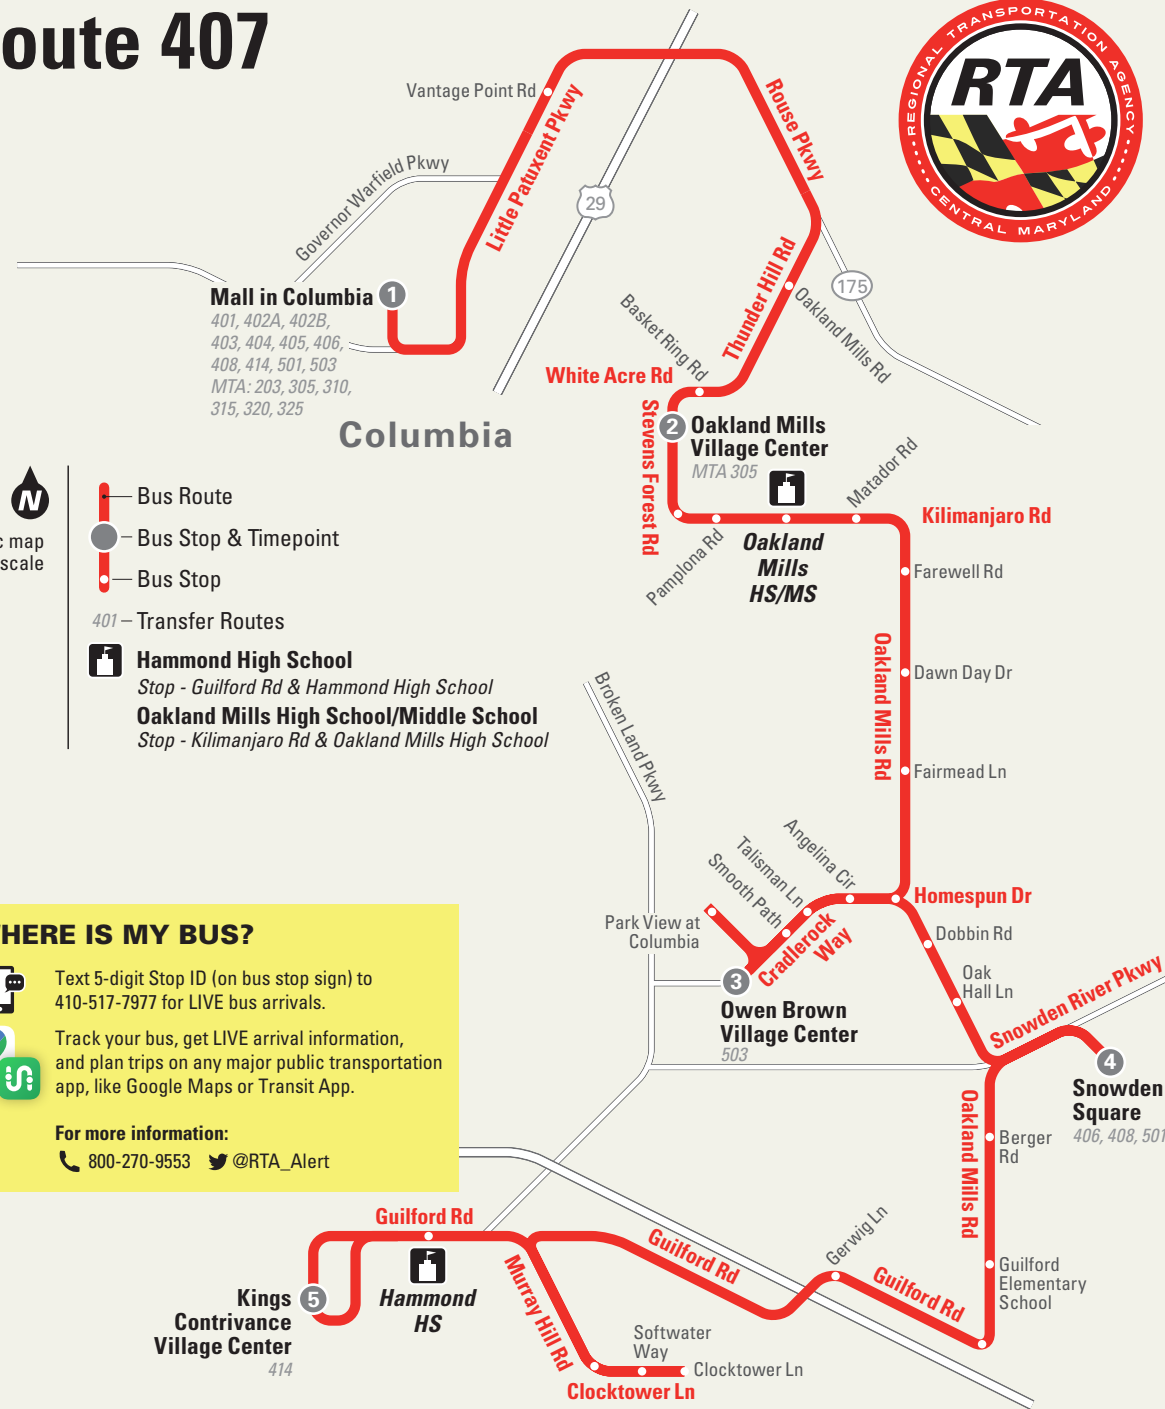 oute 407
REGIONAL TRANSPORTATION AGENCY
RTA
CENTRAL MARYLAND
Vantage Point Rd
Little Patuxent Pkwy
Rouse Pkwy
Governor Warfield Pkwy
29
175
Thunder Hill Rd
Oakland Mills Rd
Basket Ring Rd
Mall in Columbia 1
401, 402A, 402B,
403, 404, 405, 406,
408, 414, 501, 503
MTA: 203, 305, 310,
315, 320, 325
Columbia
White Acre Rd
Stevens Forest Rd
2 Oakland Mills
Village Center
MTA 305
Matador Rd
Kilimanjaro Rd
Pamplona Rd
Oakland
Mills
HS/MS
Farewell Rd
Oakland Mills Rd
Dawn Day Dr
Fairmead Ln
N
c map
scale
Bus Route
Bus Stop & Timepoint
Bus Stop
401 – Transfer Routes
Hammond High School
Stop - Guilford Rd & Hammond High School
Oakland Mills High School/Middle School
Stop - Kilimanjaro Rd & Oakland Mills High School
Broken Land Pkwy
Angelina Cir
Talisman Ln
Smooth Path
Park View at
Columbia
Cradlerock
Way
Homespun Dr
Dobbin Rd
Oak
Hall Ln
3
Owen Brown
Village Center
503
Snowden River Pkwy
4
Snowden
Square
406, 408, 501
HERE IS MY BUS?
Text 5-digit Stop ID (on bus stop sign) to
410-517-7977 for LIVE bus arrivals.
Track your bus, get LIVE arrival information,
and plan trips on any major public transportation
app, like Google Maps or Transit App.
For more information:
800-270-9553 @RTA_Alert
Oakland Mills Rd
Berger
Rd
Guilford
Elementary
School
Gerwig Ln
Guilford Rd
Guilford Rd
Guilford Rd
Kings 5
Contrivance
Village Center
414
Hammond
HS
Murray Hill Rd
Softwater
Way
Clocktower Ln
Clocktower Ln